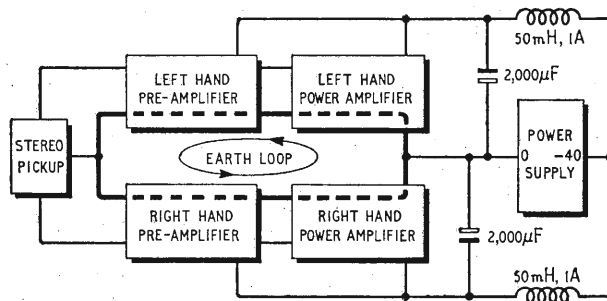 50mH, 1A
LEFT HAND
PRE-AMPLIFIER
LEFT HAND
POWER AMPLIFIER
2,000µF
STEREO
PICKUP
EARTH LOOP
POWER
0 -40
SUPPLY
RIGHT HAND
PRE-AMPLIFIER
RIGHT HAND
POWER AMPLIFIER
2,000µF
50mH, 1A